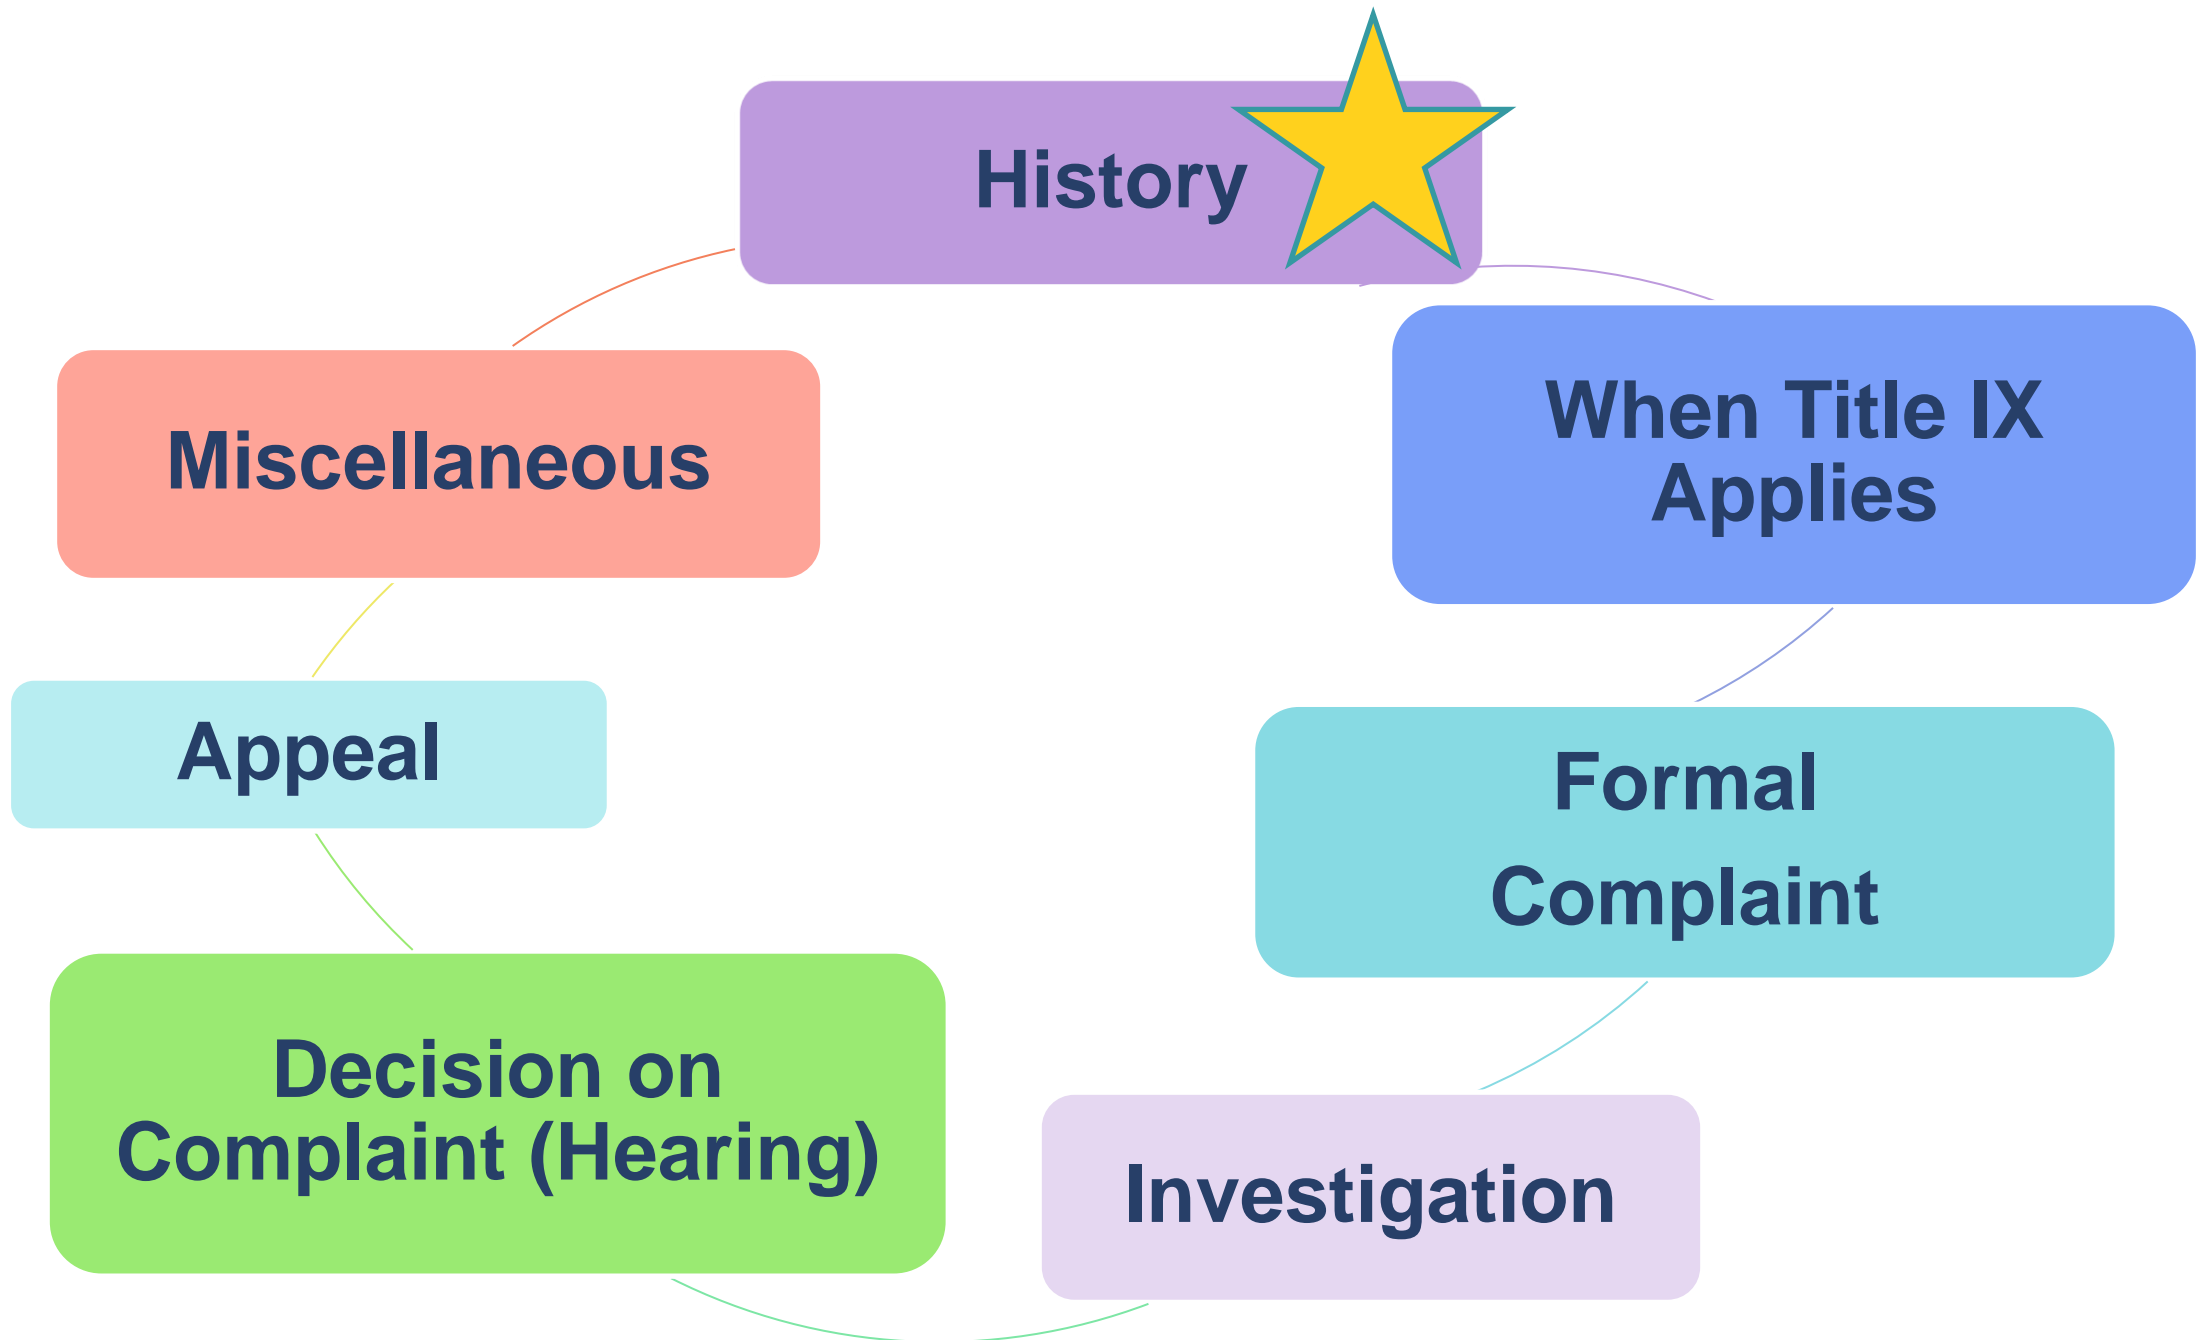 History
When Title IX
Applies
Formal
Complaint
Investigation
Decision on
Complaint (Hearing)
Appeal
Miscellaneous